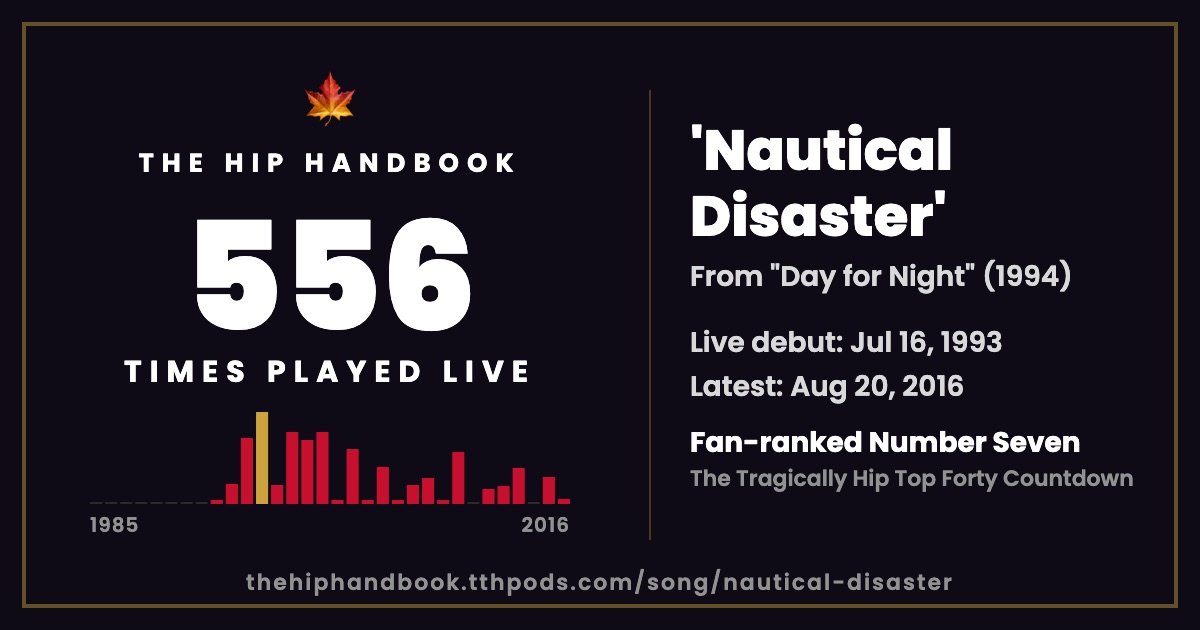 THE HIP HANDBOOK
556
TIMES PLAYED LIVE
1985 2016
'Nautical
Disaster'
From "Day for Night" (1994)
Live debut: Jul 16, 1993
Latest: Aug 20, 2016
Fan-ranked Number Seven
The Tragically Hip Top Forty Countdown
thehiphandbook.tthpods.com/song/nautical-disaster